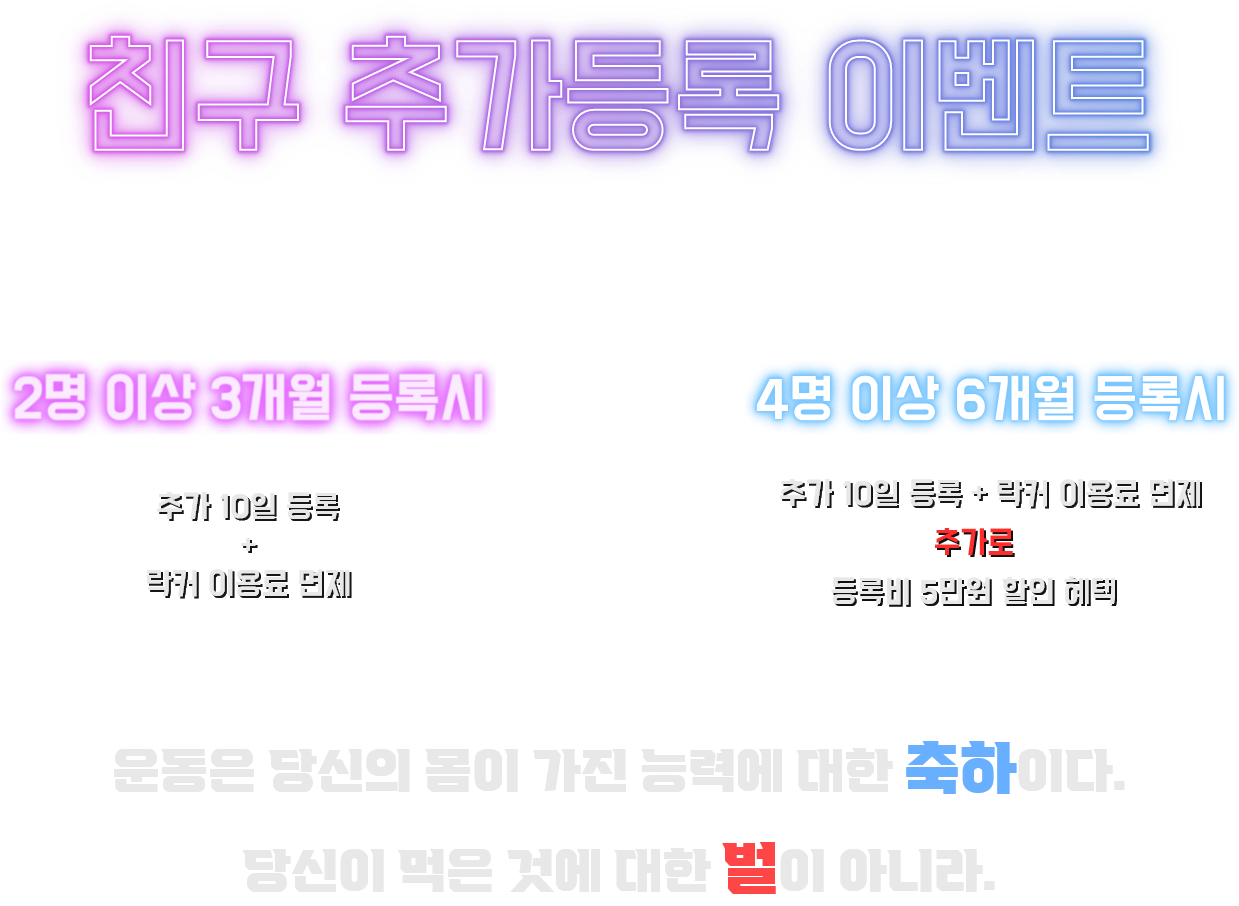 친구 추가등록 이벤트
2명 이상 3개월 등록시
추가 10일 등록
+
락커 이용료 면제
4명 이상 6개월 등록시
추가 10일 등록 + 락커 이용료 면제
추가로
등록비 5만원 할인 혜택
운동은 당신의 몸이 가진 능력에 대한 축하이다.
당신이 먹은 것에 대한 벌이 아니라.